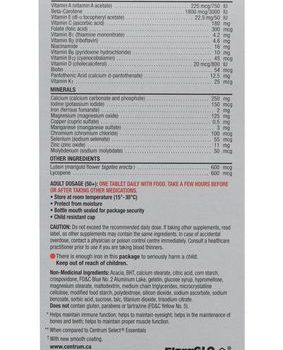 Vitamin A (vitamin A acetate) 225 mcg/750 IU
Beta-Carotene 1800 mcg/3000 IU
Vitamin E (dl-α tocopheryl acetate) 22.5 mg/50 IU
Vitamin C (ascorbic acid) 180 mg
Folate (folic acid) 300 mcg
Vitamin B₁ (thiamine mononitrate) 4.2 mg
Vitamin B₂ (riboflavin) 4.6 mg
Niacinamide 16 mg
Vitamin B₆ (pyridoxine hydrochloride) 10 mg
Vitamin B₁₂ (cyanocobalamin) 45 mcg
Vitamin D (cholecalciferol) 20 mcg/800 IU
Biotin 54 mcg
Pantothenic Acid (calcium d-pantothenate) 12.5 mg
Vitamin K₁ 25 mcg
MINERALS
Calcium (calcium carbonate and phosphate) 250 mg
Iodine (potassium iodide) 150 mcg
Iron (ferrous fumarate) 2 mg
Magnesium (magnesium oxide) 125 mg
Copper (cupric sulfate) 0.5 mg
Manganese (manganese sulfate) 3 mg
Chromium (chromium chloride) 100 mcg
Selenium (sodium selenate) 55 mcg
Zinc (zinc oxide) 11 mg
Molybdenum (sodium molybdate) 50 mcg
OTHER INGREDIENTS
Lutein (marigold flower tagetes erecta) 600 mcg
Lycopene 600 mcg
ADULT DOSAGE (50+): ONE TABLET DAILY WITH FOOD. TAKE A FEW HOURS BEFORE
OR AFTER TAKING OTHER MEDICATIONS.
• Store at room temperature (15°-30°C)
• Protect from moisture
• Bottle mouth sealed for package security
• Child resistant cap
CAUTION: Do not exceed the recommended daily dose. If taking other supplements, read
label, as other supplements may contain the same ingredients. In case of accidental
overdose, contact a physician or poison control centre immediately. Consult a healthcare
practitioner prior to use if you are taking blood thinners.
There is enough iron in this package to seriously harm a child.
Keep out of reach of children.
Non-Medicinal Ingredients: Acacia, BHT, calcium stearate, citric acid, corn starch,
crospovidone, FD&C Blue No. 2 Aluminium Lake, gelatin, glucose syrup, hypromellose,
magnesium stearate, maltodextrin, medium chain triglycerides, microcrystalline
cellulose, modified food starch, polydextrose, silicon dioxide, sodium ascorbate, sodium
benzoate, sorbic acid, sucrose, talc, titanium dioxide, trisodium citrate.
Does not contain gluten, lactose, preservatives, tartrazine (FD&C Yellow No. 5)
* Helps maintain immune function; helps to maintain eyesight; helps in the maintenance of
bones and teeth; helps to maintain proper muscle function.
** When compared to Centrum Select® Essentials
† With new smooth coating.
www.centrum.ca